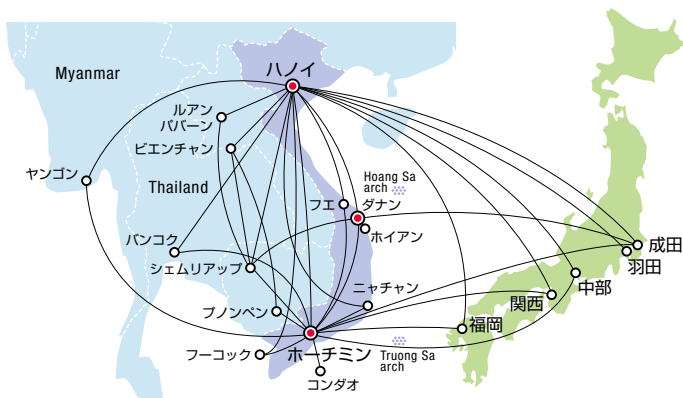 Myanmar
ハノイ
ルアン
パバーン
ビエンチャン
ヤンゴン
Thailand
Hoang Sa
arch
フエ
ダナン
ホイアン
バンコク
シェムリアップ
成田
羽田
中部
関西
ニャチャン
プノンペン
福岡
フーコック
ホーチミン
Truong Sa
arch
コンダオ